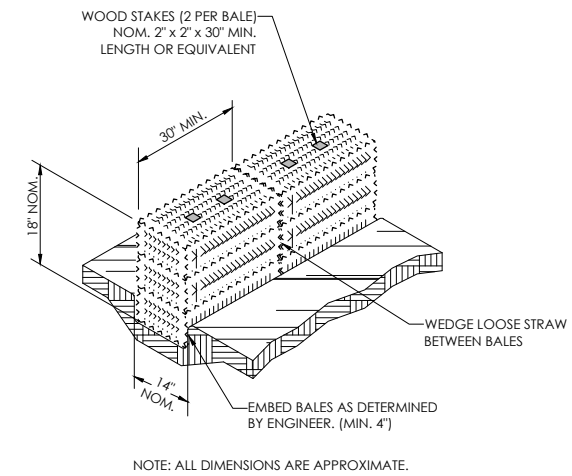 WOOD STAKES (2 PER BALE)
NOM. 2" x 2" x 30" MIN.
LENGTH OR EQUIVALENT
30" MIN.
18" NOM.
WEDGE LOOSE STRAW
BETWEEN BALES
14"
NOM.
EMBED BALES AS DETERMINED
BY ENGINEER. (MIN. 4")
NOTE: ALL DIMENSIONS ARE APPROXIMATE.